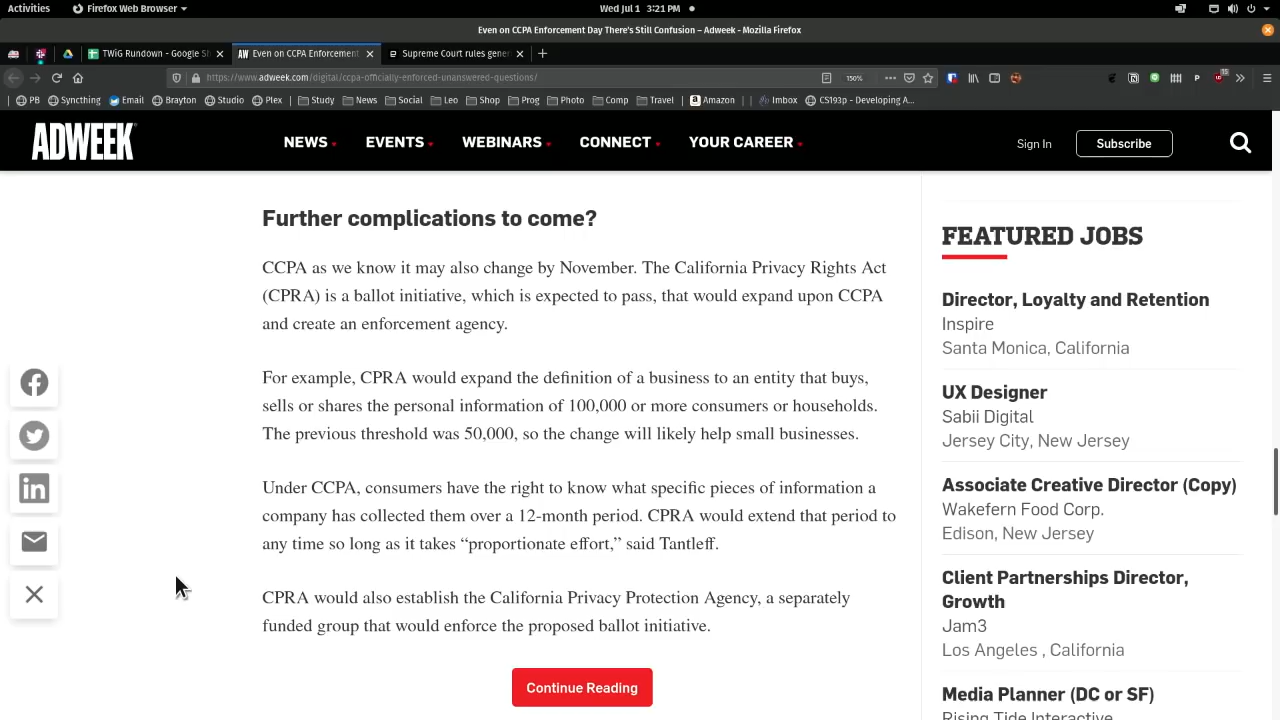 Activities
Firefox Web Browser
Wed Jul 1 3:21 PM
Even on CCPA Enforcement Day There's Still Confusion – Adweek - Mozilla Firefox
TWiG Rundown - Google Sh
AW Even on CCPA Enforcement
Supreme Court rules gener
https://www.adweek.com/digital/ccpa-officially-enforced-unanswered-questions/
150%
PB
Syncthing
Email
Brayton
Studio
Plex
Study
News
Social
Leo
Shop
Prog
Photo
Comp
Travel
Amazon
Imbox
CS193p - Developing A...
ADWEEK
NEWS
EVENTS
WEBINARS
CONNECT
YOUR CAREER
Sign In
Subscribe
Further complications to come?
CCPA as we know it may also change by November. The California Privacy Rights Act
(CPRA) is a ballot initiative, which is expected to pass, that would expand upon CCPA
and create an enforcement agency.
For example, CPRA would expand the definition of a business to an entity that buys,
sells or shares the personal information of 100,000 or more consumers or households.
The previous threshold was 50,000, so the change will likely help small businesses.
Under CCPA, consumers have the right to know what specific pieces of information a
company has collected them over a 12-month period. CPRA would extend that period to
any time so long as it takes “proportionate effort,” said Tantleff.
CPRA would also establish the California Privacy Protection Agency, a separately
funded group that would enforce the proposed ballot initiative.
Continue Reading
FEATURED JOBS
Director, Loyalty and Retention
Inspire
Santa Monica, California
UX Designer
Sabii Digital
Jersey City, New Jersey
Associate Creative Director (Copy)
Wakefern Food Corp.
Edison, New Jersey
Client Partnerships Director,
Growth
Jam3
Los Angeles , California
Media Planner (DC or SF)
Rising Tide Interactive